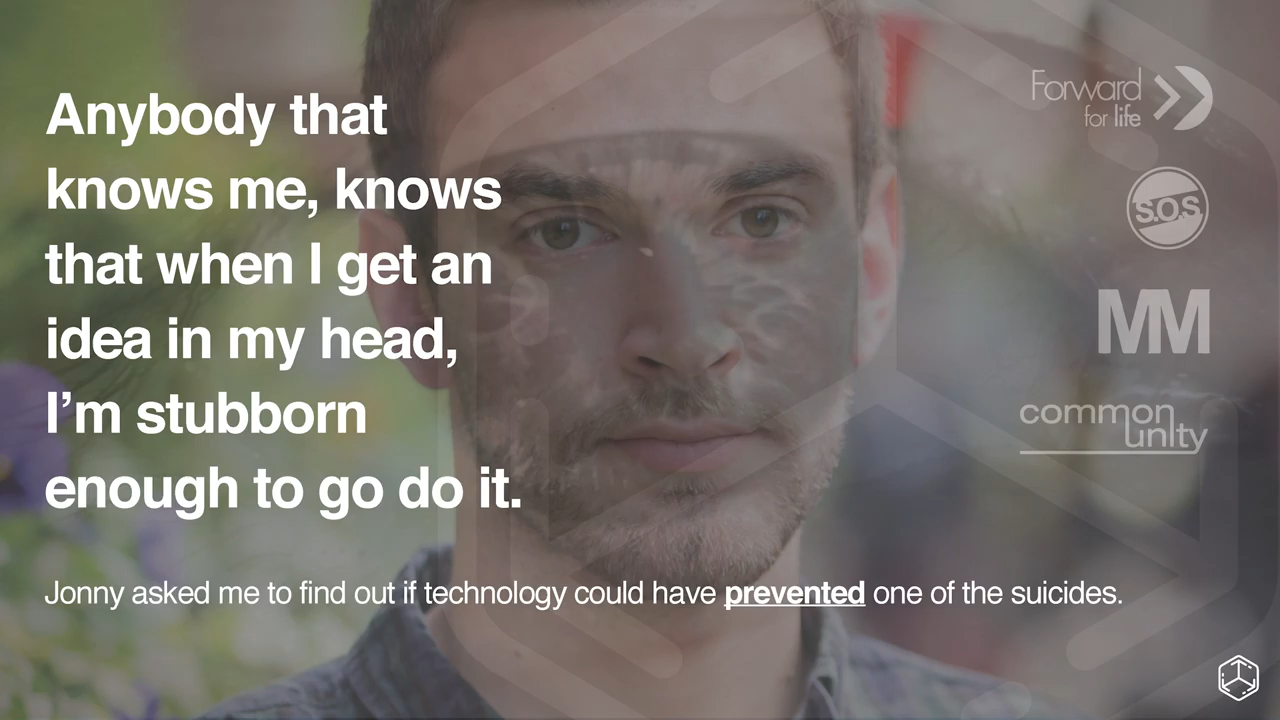 Anybody that
knows me, knows
that when I get an
idea in my head,
I’m stubborn
enough to go do it.
Jonny asked me to find out if technology could have prevented one of the suicides.
Forward
for life
S.O.S
MM
common
unIty